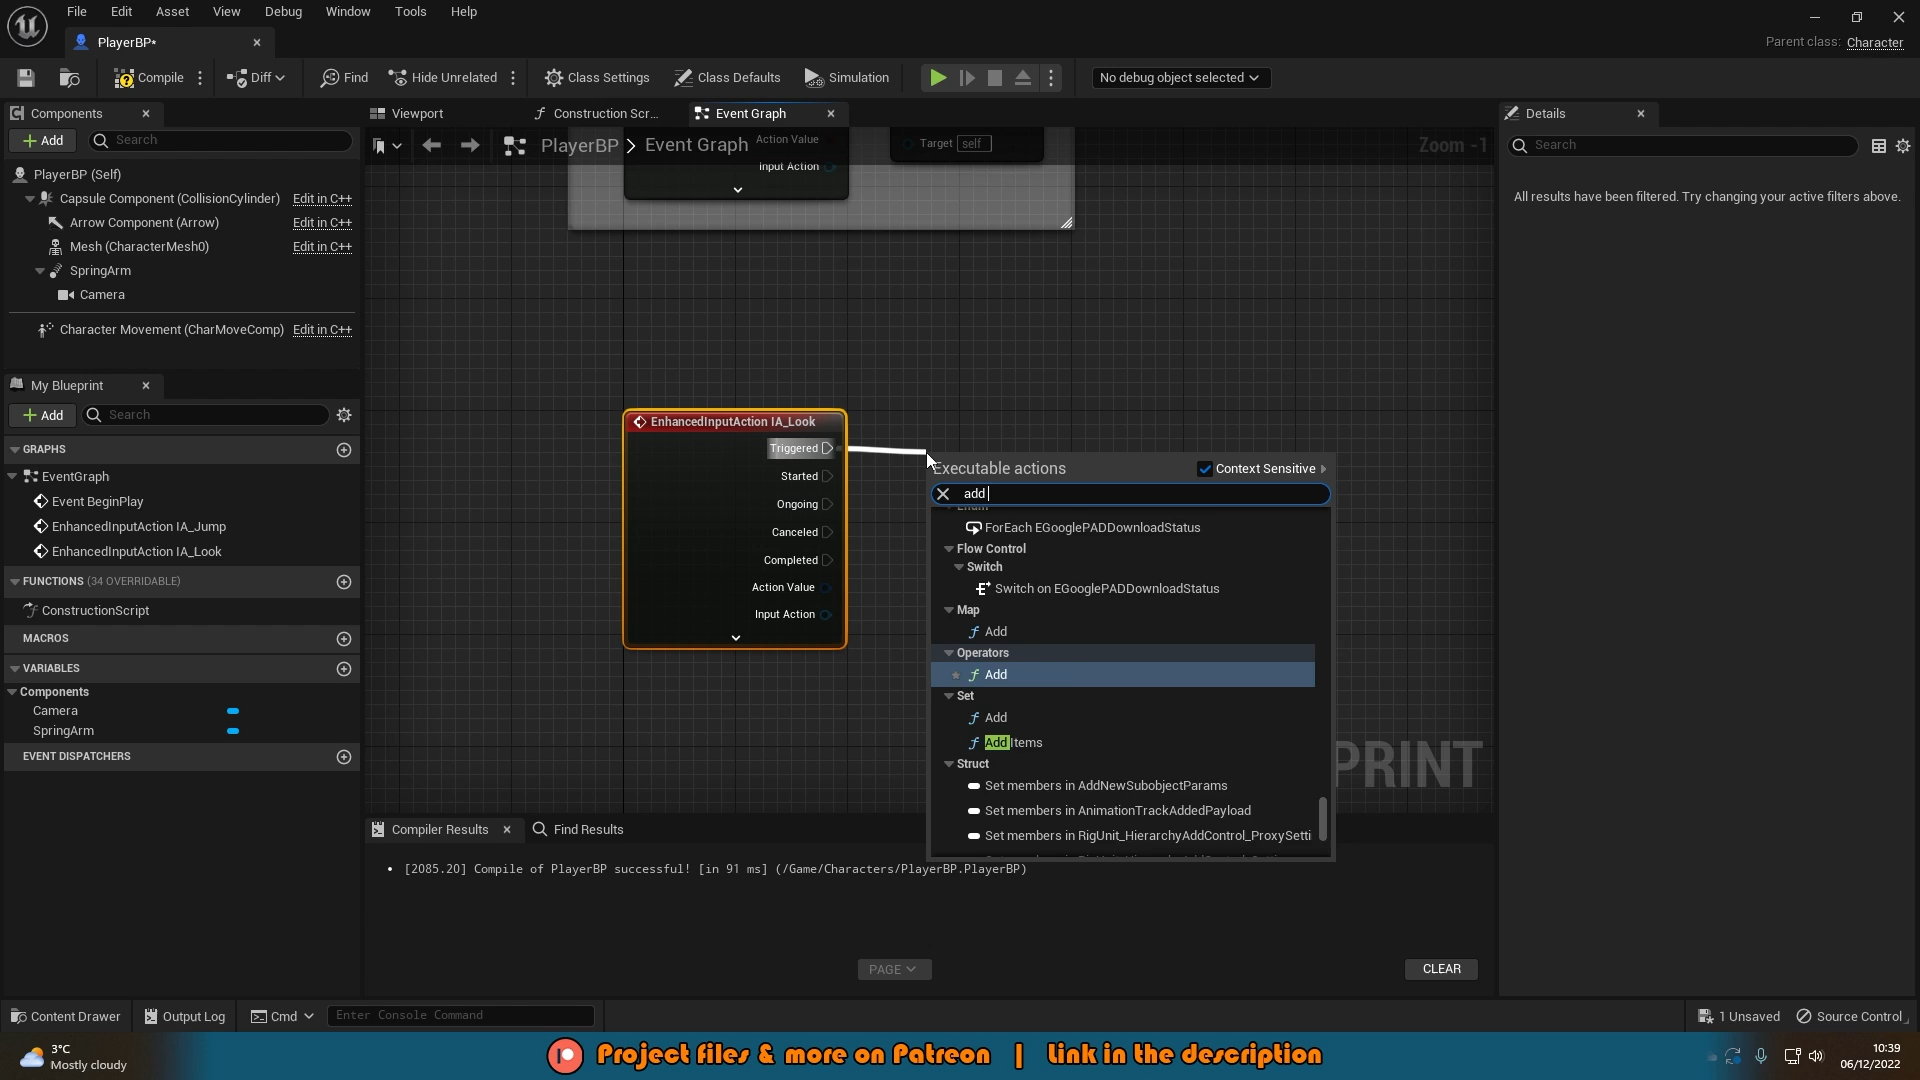 File Edit Asset View Debug Window Tools Help
PlayerBP*
Parent class: Character
Compile Diff Find Hide Unrelated Class Settings Class Defaults Simulation No debug object selected
Components
Viewport
Construction Scr...
Event Graph
Details
Add Search
PlayerBP > Event Graph
Zoom -1
Search
Action Value
Input Action
Target self
PlayerBP (Self)
Capsule Component (CollisionCylinder) Edit in C++
Arrow Component (Arrow) Edit in C++
Mesh (CharacterMesh0) Edit in C++
SpringArm
Camera
Character Movement (CharMoveComp) Edit in C++
All results have been filtered. Try changing your active filters above.
My Blueprint
Add Search
GRAPHS
EventGraph
Event BeginPlay
EnhancedInputAction IA_Jump
EnhancedInputAction IA_Look
FUNCTIONS (34 OVERRIDABLE)
ConstructionScript
MACROS
VARIABLES
Components
Camera
SpringArm
EVENT DISPATCHERS
EnhancedInputAction IA_Look
Triggered
Started
Ongoing
Canceled
Completed
Action Value
Input Action
Executable actions
Context Sensitive
add
ForEach EGooglePADDownloadStatus
Flow Control
Switch
Switch on EGooglePADDownloadStatus
Map
Add
Operators
Add
Set
Add
Add Items
Struct
Set members in AddNewSubobjectParams
Set members in AnimationTrackAddedPayload
Set members in RigUnit_HierarchyAddControl_ProxySetti
PRINT
Compiler Results
Find Results
• [2085.20] Compile of PlayerBP successful! [in 91 ms] (/Game/Characters/PlayerBP.PlayerBP)
PAGE
CLEAR
Content Drawer Output Log Cmd Enter Console Command
1 Unsaved Source Control
3°C
Mostly cloudy
Project files & more on Patreon | Link in the description
10:39
06/12/2022